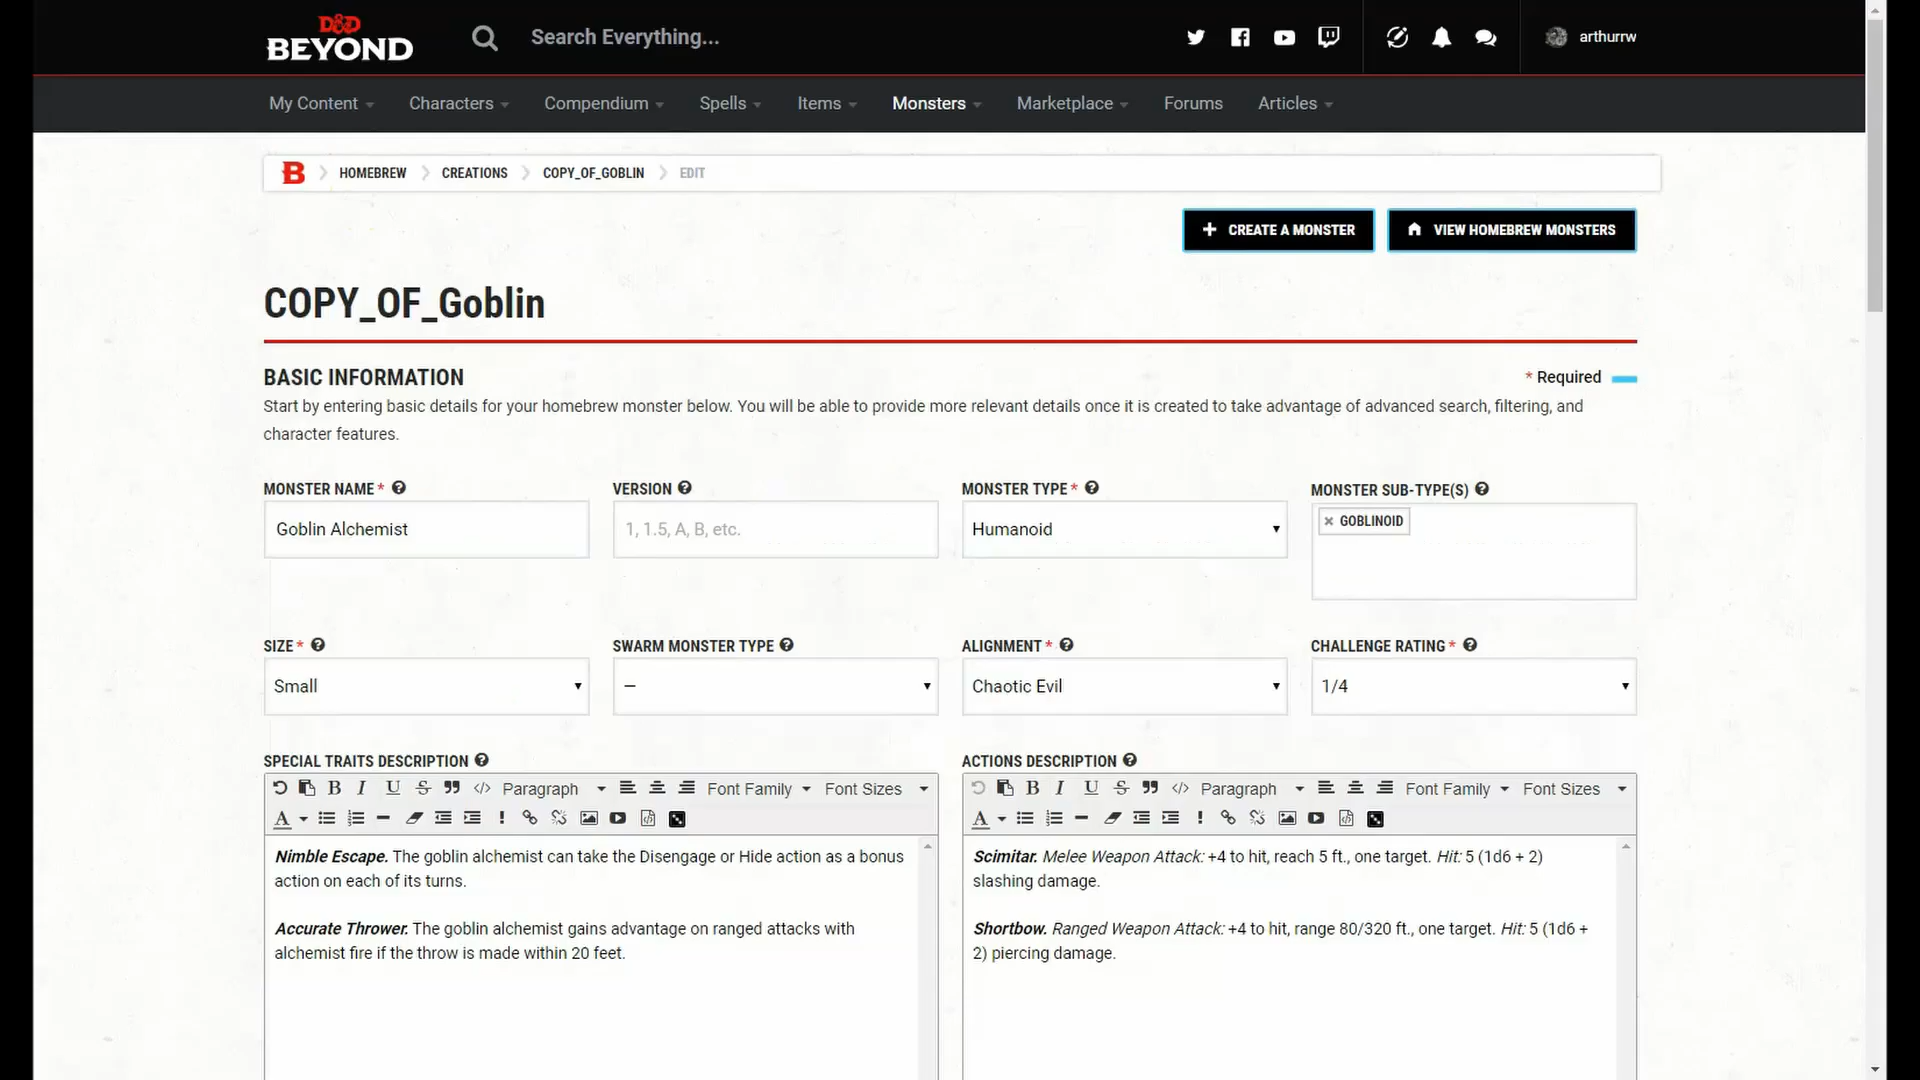 D&D
BEYOND
Search Everything...
arthurrw
My Content
Characters
Compendium
Spells
Items
Monsters
Marketplace
Forums
Articles
B
HOMEBREW
CREATIONS
COPY_OF_GOBLIN
EDIT
+ CREATE A MONSTER
VIEW HOMEBREW MONSTERS
COPY_OF_Goblin
BASIC INFORMATION
* Required
Start by entering basic details for your homebrew monster below. You will be able to provide more relevant details once it is created to take advantage of advanced search, filtering, and
character features.
MONSTER NAME *
VERSION
MONSTER TYPE *
MONSTER SUB-TYPE(S)
Goblin Alchemist
1, 1.5, A, B, etc.
Humanoid
× GOBLINOID
SIZE *
SWARM MONSTER TYPE
ALIGNMENT *
CHALLENGE RATING *
Small
—
Chaotic Evil
1/4
SPECIAL TRAITS DESCRIPTION
ACTIONS DESCRIPTION
B I U S Paragraph Font Family Font Sizes
B I U S Paragraph Font Family Font Sizes
A
A
Nimble Escape. The goblin alchemist can take the Disengage or Hide action as a bonus
action on each of its turns.
Accurate Thrower. The goblin alchemist gains advantage on ranged attacks with
alchemist fire if the throw is made within 20 feet.
Scimitar. Melee Weapon Attack: +4 to hit, reach 5 ft., one target. Hit: 5 (1d6 + 2)
slashing damage.
Shortbow. Ranged Weapon Attack: +4 to hit, range 80/320 ft., one target. Hit: 5 (1d6 +
2) piercing damage.